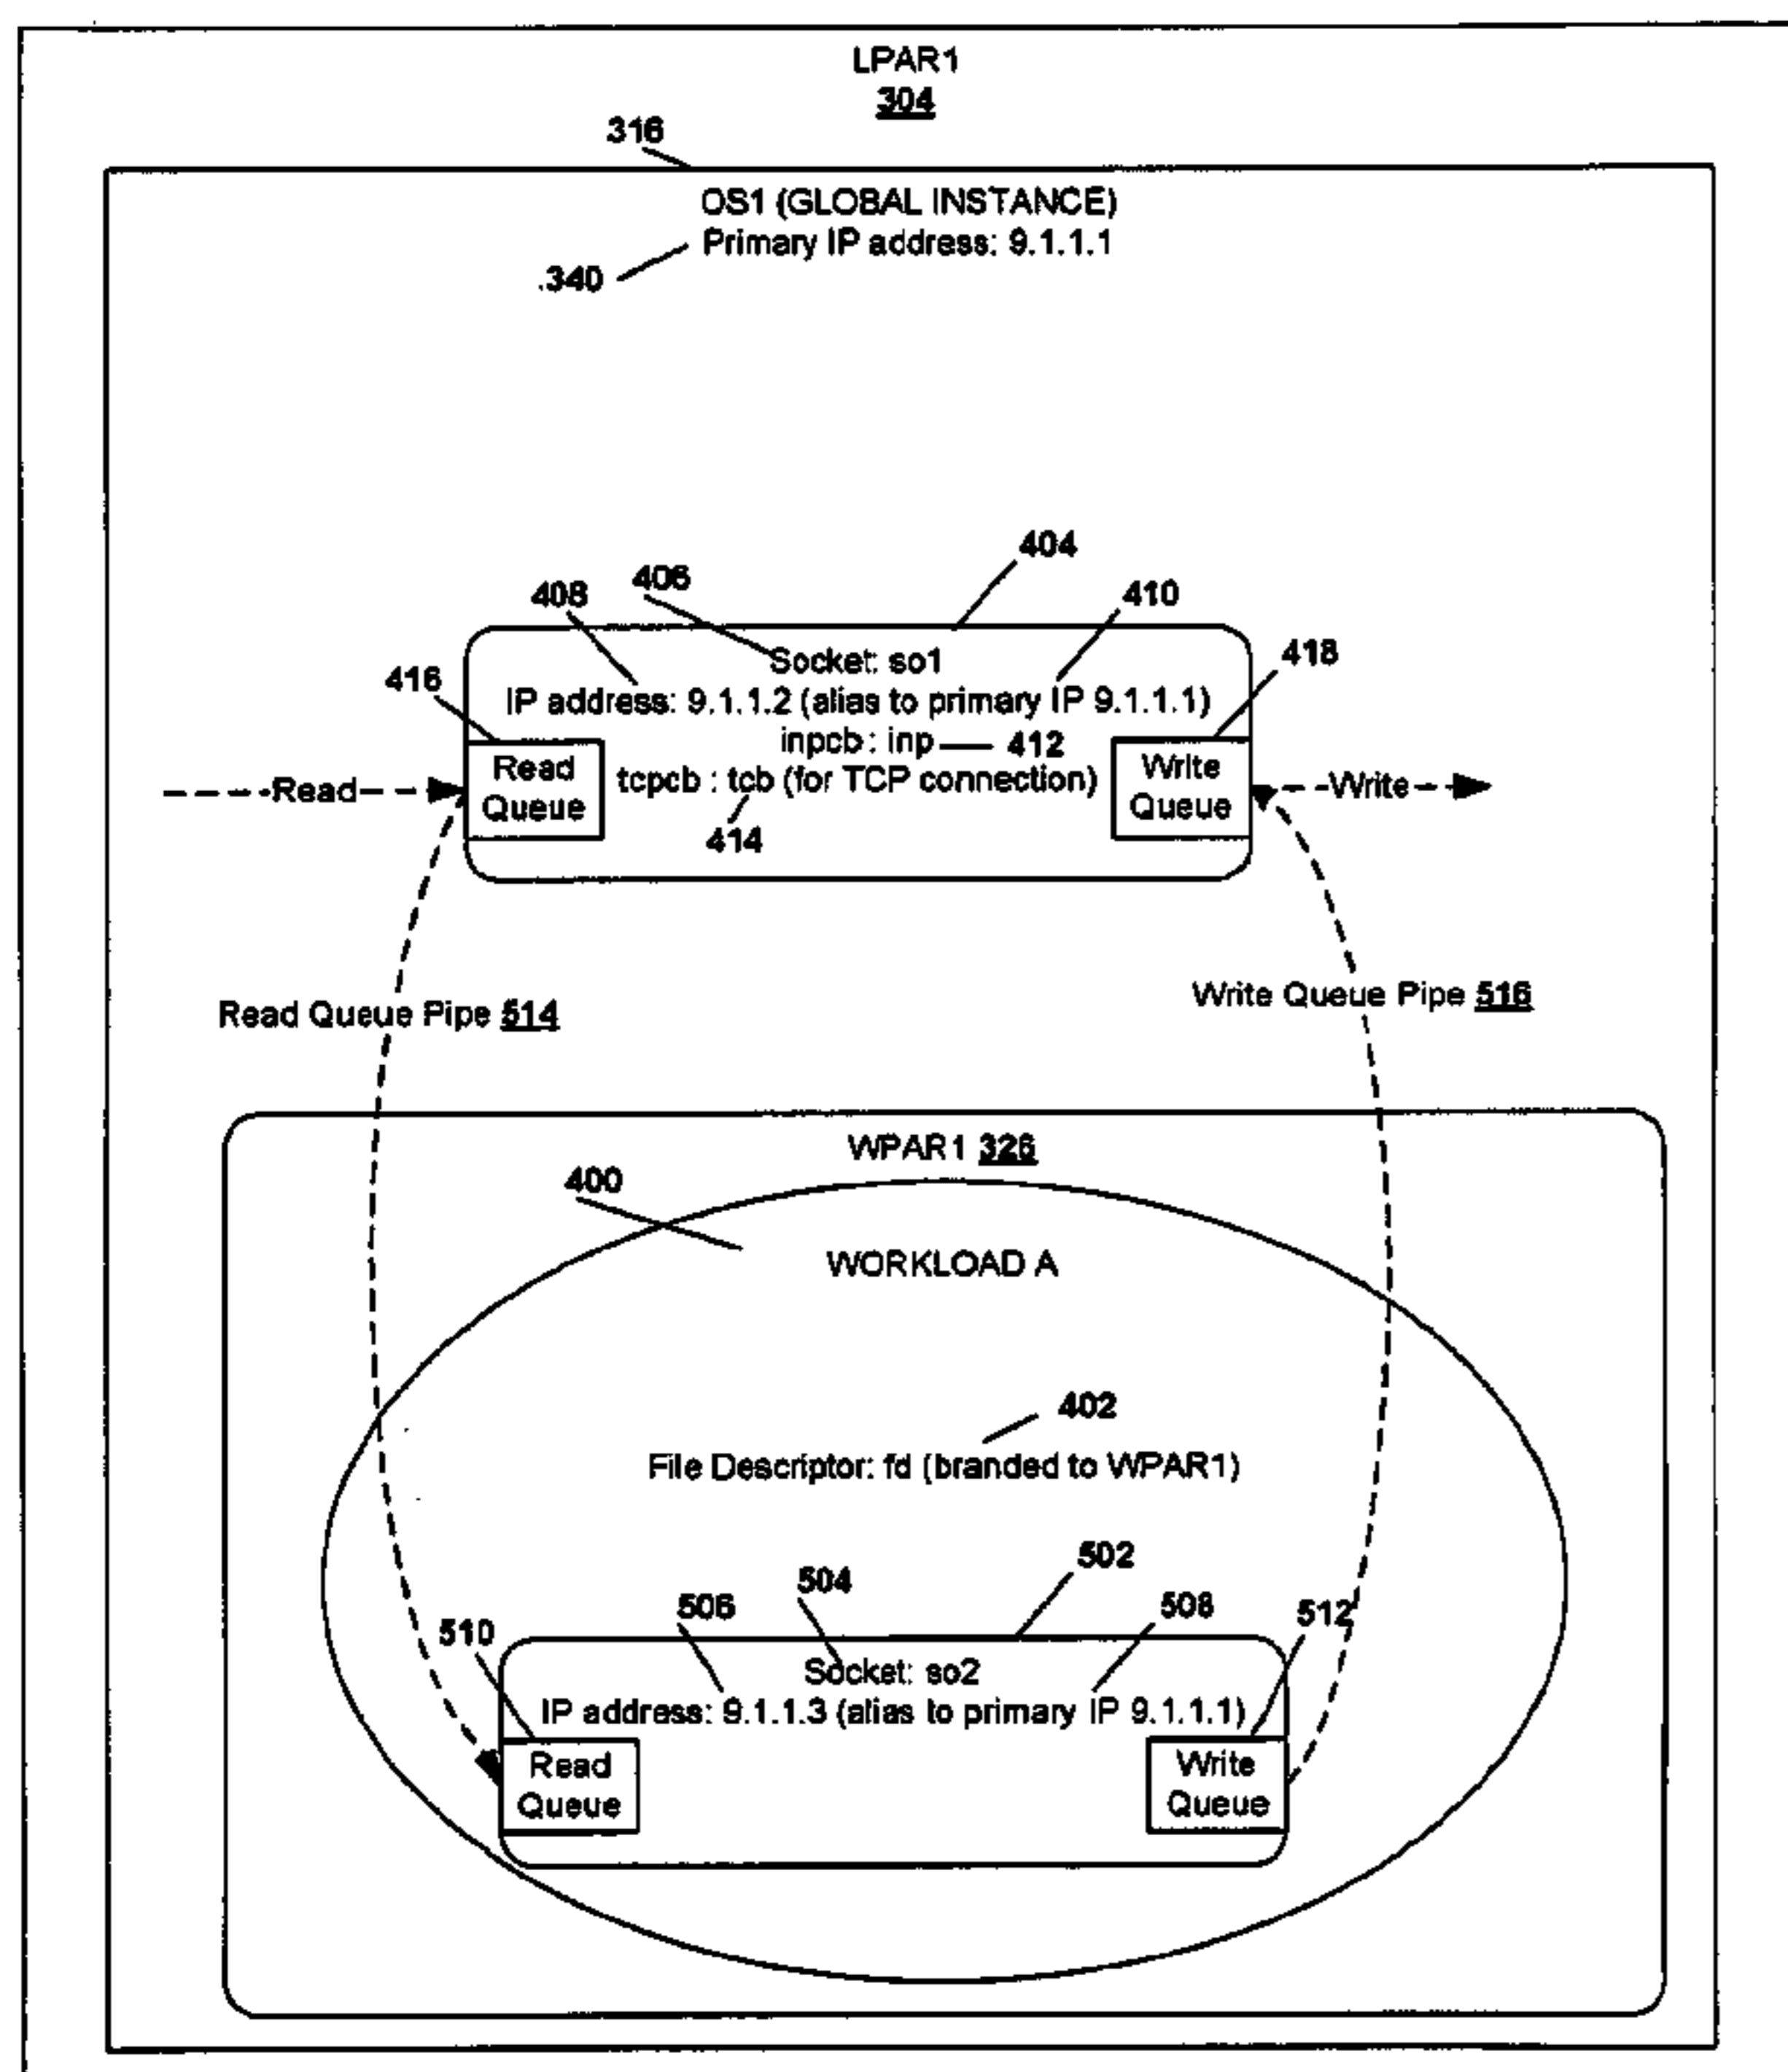 LPAR1
304
316
OS1 (GLOBAL INSTANCE)
Primary IP address: 9.1.1.1
340
404
406
408
410
Socket: so1
418
416
IP address: 9.1.1.2 (alias to primary IP 9.1.1.1)
inpcb : inp 412
Read
Queue
tcpcb : tcb (for TCP connection)
Write
Queue
Read
Write
414
Write Queue Pipe 516
Read Queue Pipe 514
WPAR1 326
400
WORKLOAD A
402
File Descriptor: fd (branded to WPAR1)
502
504
506
508
512
510
Socket: so2
IP address: 9.1.1.3 (alias to primary IP 9.1.1.1)
Read
Queue
Write
Queue